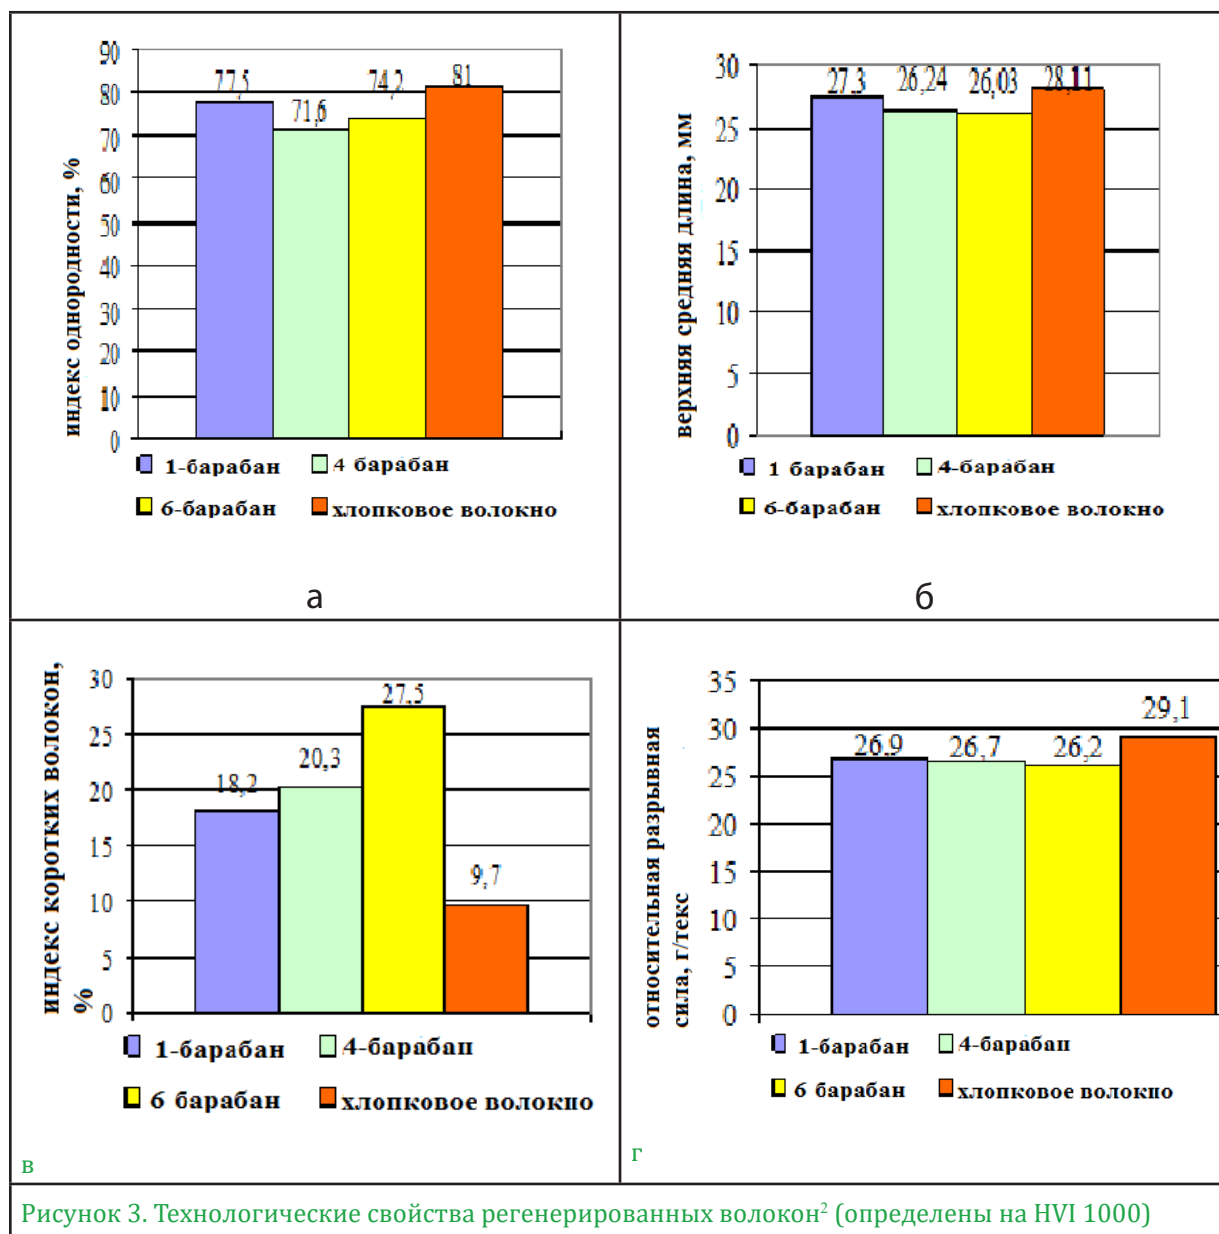 90
80
70
60
50
40
30
20
10
0
77,5
71,6
74,2
81
индекс однородности, %
1-барабан
4 барабан
6-барабан
хлопковое волокно
а
30
25
20
15
10
5
0
27,3
26,24
26,03
28,11
верхняя средняя длина, мм
1 барабан
4-барабан
6-барабан
хлопковое волокно
б
30
25
20
15
10
5
0
18,2
20,3
27,5
9,7
индекс коротких волокон,
%
1-барабан
4-барабан
6 барабан
хлопковое волокно
в
35
30
25
20
15
10
5
0
26,9
26,7
26,2
29,1
относительная разрывная
сила, г/текс
1-барабан
4-барабан
6 барабан
хлопковое волокно
г
Рисунок 3. Технологические свойства регенерированных волокон² (определены на HVI 1000)